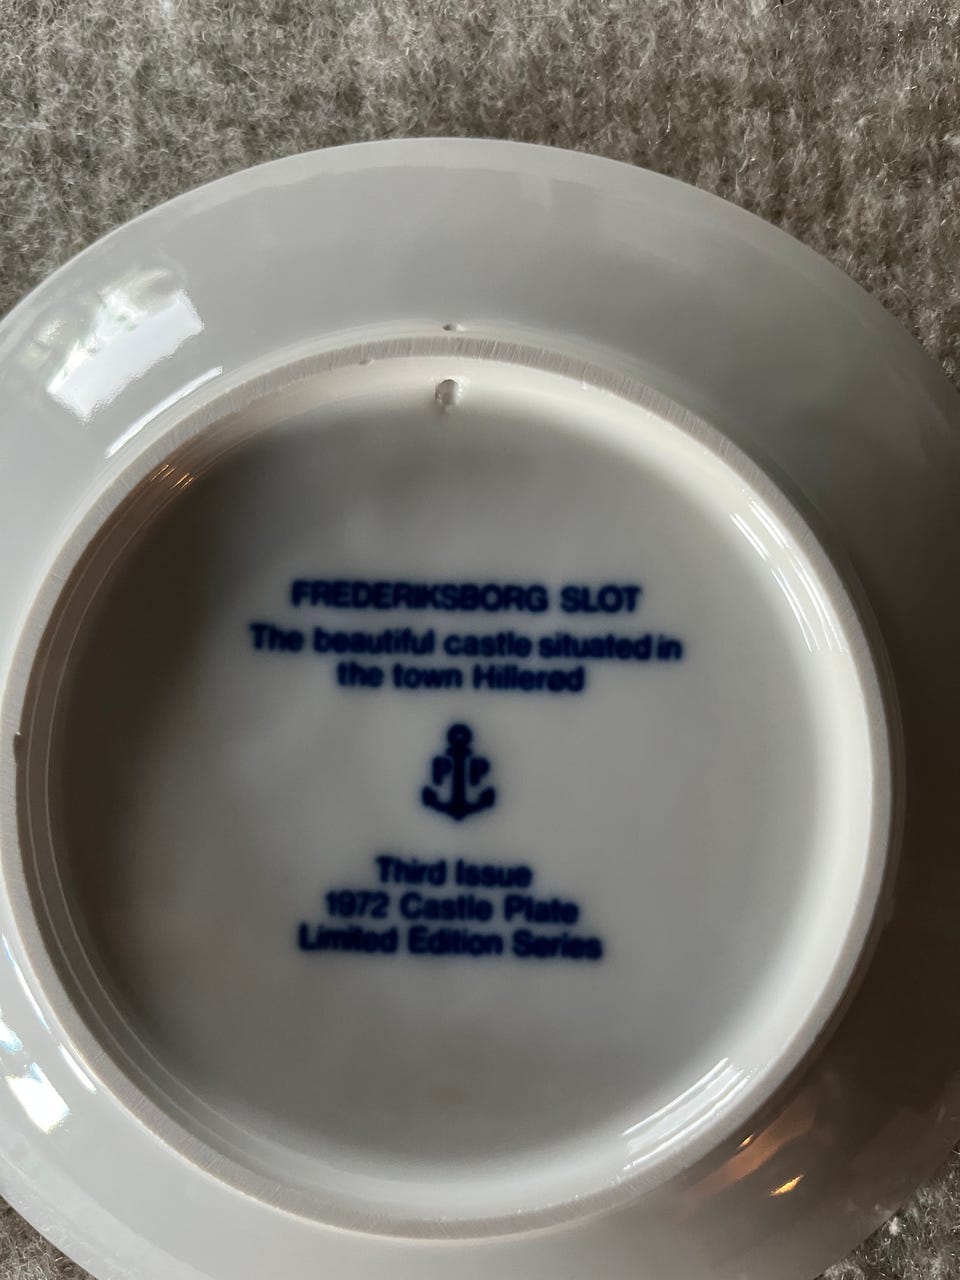 FREDERIKSBORG SLOT
The beautiful castle situated in
the town Hillerød
P P
Third Issue
1972 Castle Plate
Limited Edition Series